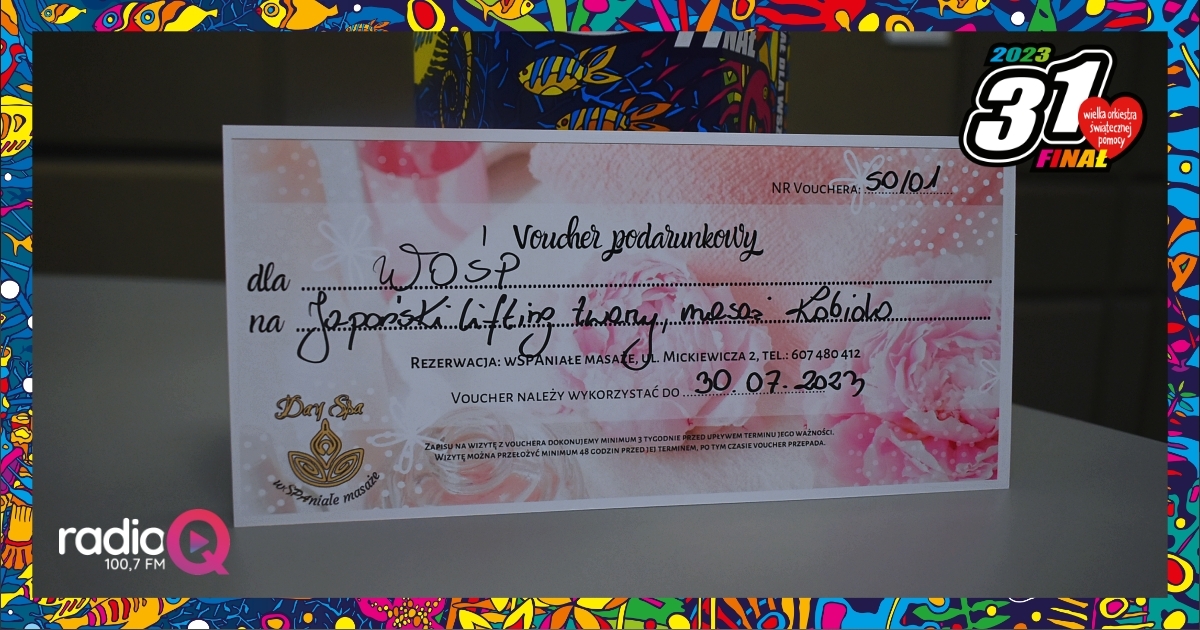 2023
31
FINAŁ
wielka orkiestra
świątecznej
pomocy
NR VOUCHERA: 50/01
Voucher podarunkowy
dla WOSP
na Japoński lifting twarzy, masaż Kobido
REZERWACJA: WSPANIAŁE MASAŻE, UL. MICKIEWICZA 2, TEL.: 607 480 412
VOUCHER NALEŻY WYKORZYSTAĆ DO 30.07.2023
ZAPISU NA WIZYTĘ Z VOUCHERA DOKONUJEMY MINIMUM 3 TYGODNIE PRZED UPŁYWEM TERMINU JEGO WAŻNOŚCI.
WIZYTĘ MOŻNA PRZEŁOŻYĆ MINIMUM 48 GODZIN PRZED JEJ TERMINEM, PO TYM CZASIE VOUCHER PRZEPADA.
Day Spa
wSPAniałe masaże
radio Q
100,7 FM